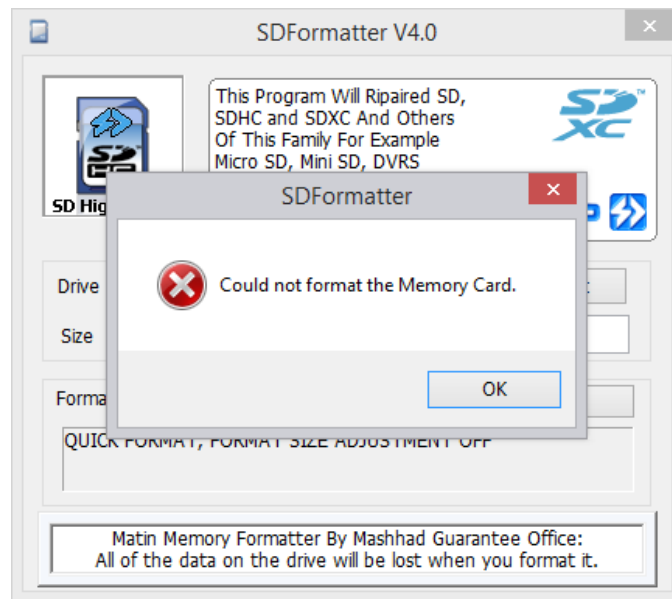 SDFormatter V4.0
This Program Will Ripaired SD,
SDHC and SDXC And Others
Of This Family For Example
Micro SD, Mini SD, DVRS
SD
XC
TM
SD
HC
SD Hig
SDFormatter
Could not format the Memory Card.
OK
Drive
Size
Forma
QUICK FORMAT, FORMAT SIZE ADJUSTMENT OFF
Matin Memory Formatter By Mashhad Guarantee Office:
All of the data on the drive will be lost when you format it.